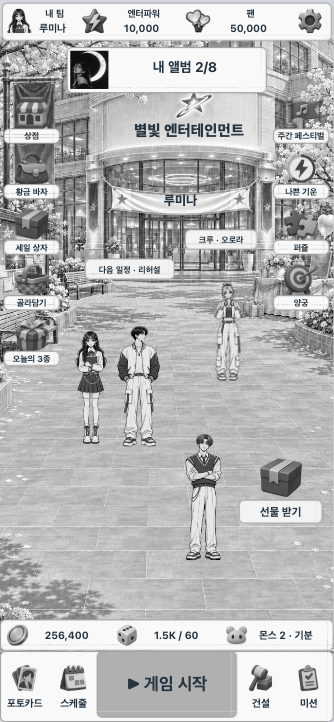 내 팀
루미나
엔터파워
10,000
팬
50,000
내 앨범 2/8
별빛 엔터테인먼트
루미나
상점
황금 바자
세일 상자
골라담기
오늘의 3종
주간 페스티벌
나쁜 기운
퍼즐
양궁
크루 · 오로라
다음 일정 · 리허설
선물 받기
256,400
1.5K / 60
몬스 2 · 기분
포토카드
스케줄
▶ 게임 시작
건설
미션